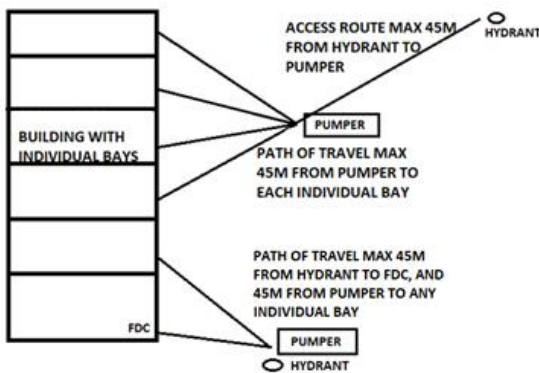 ACCESS ROUTE MAX 45M
FROM HYDRANT TO
PUMPER
HYDRANT
BUILDING WITH
INDIVIDUAL BAYS
PUMPER
PATH OF TRAVEL MAX
45M FROM PUMPER TO
EACH INDIVIDUAL BAY
PATH OF TRAVEL MAX 45M
FROM HYDRANT TO FDC, AND
45M FROM PUMPER TO ANY
INDIVIDUAL BAY
FDC
PUMPER
HYDRANT